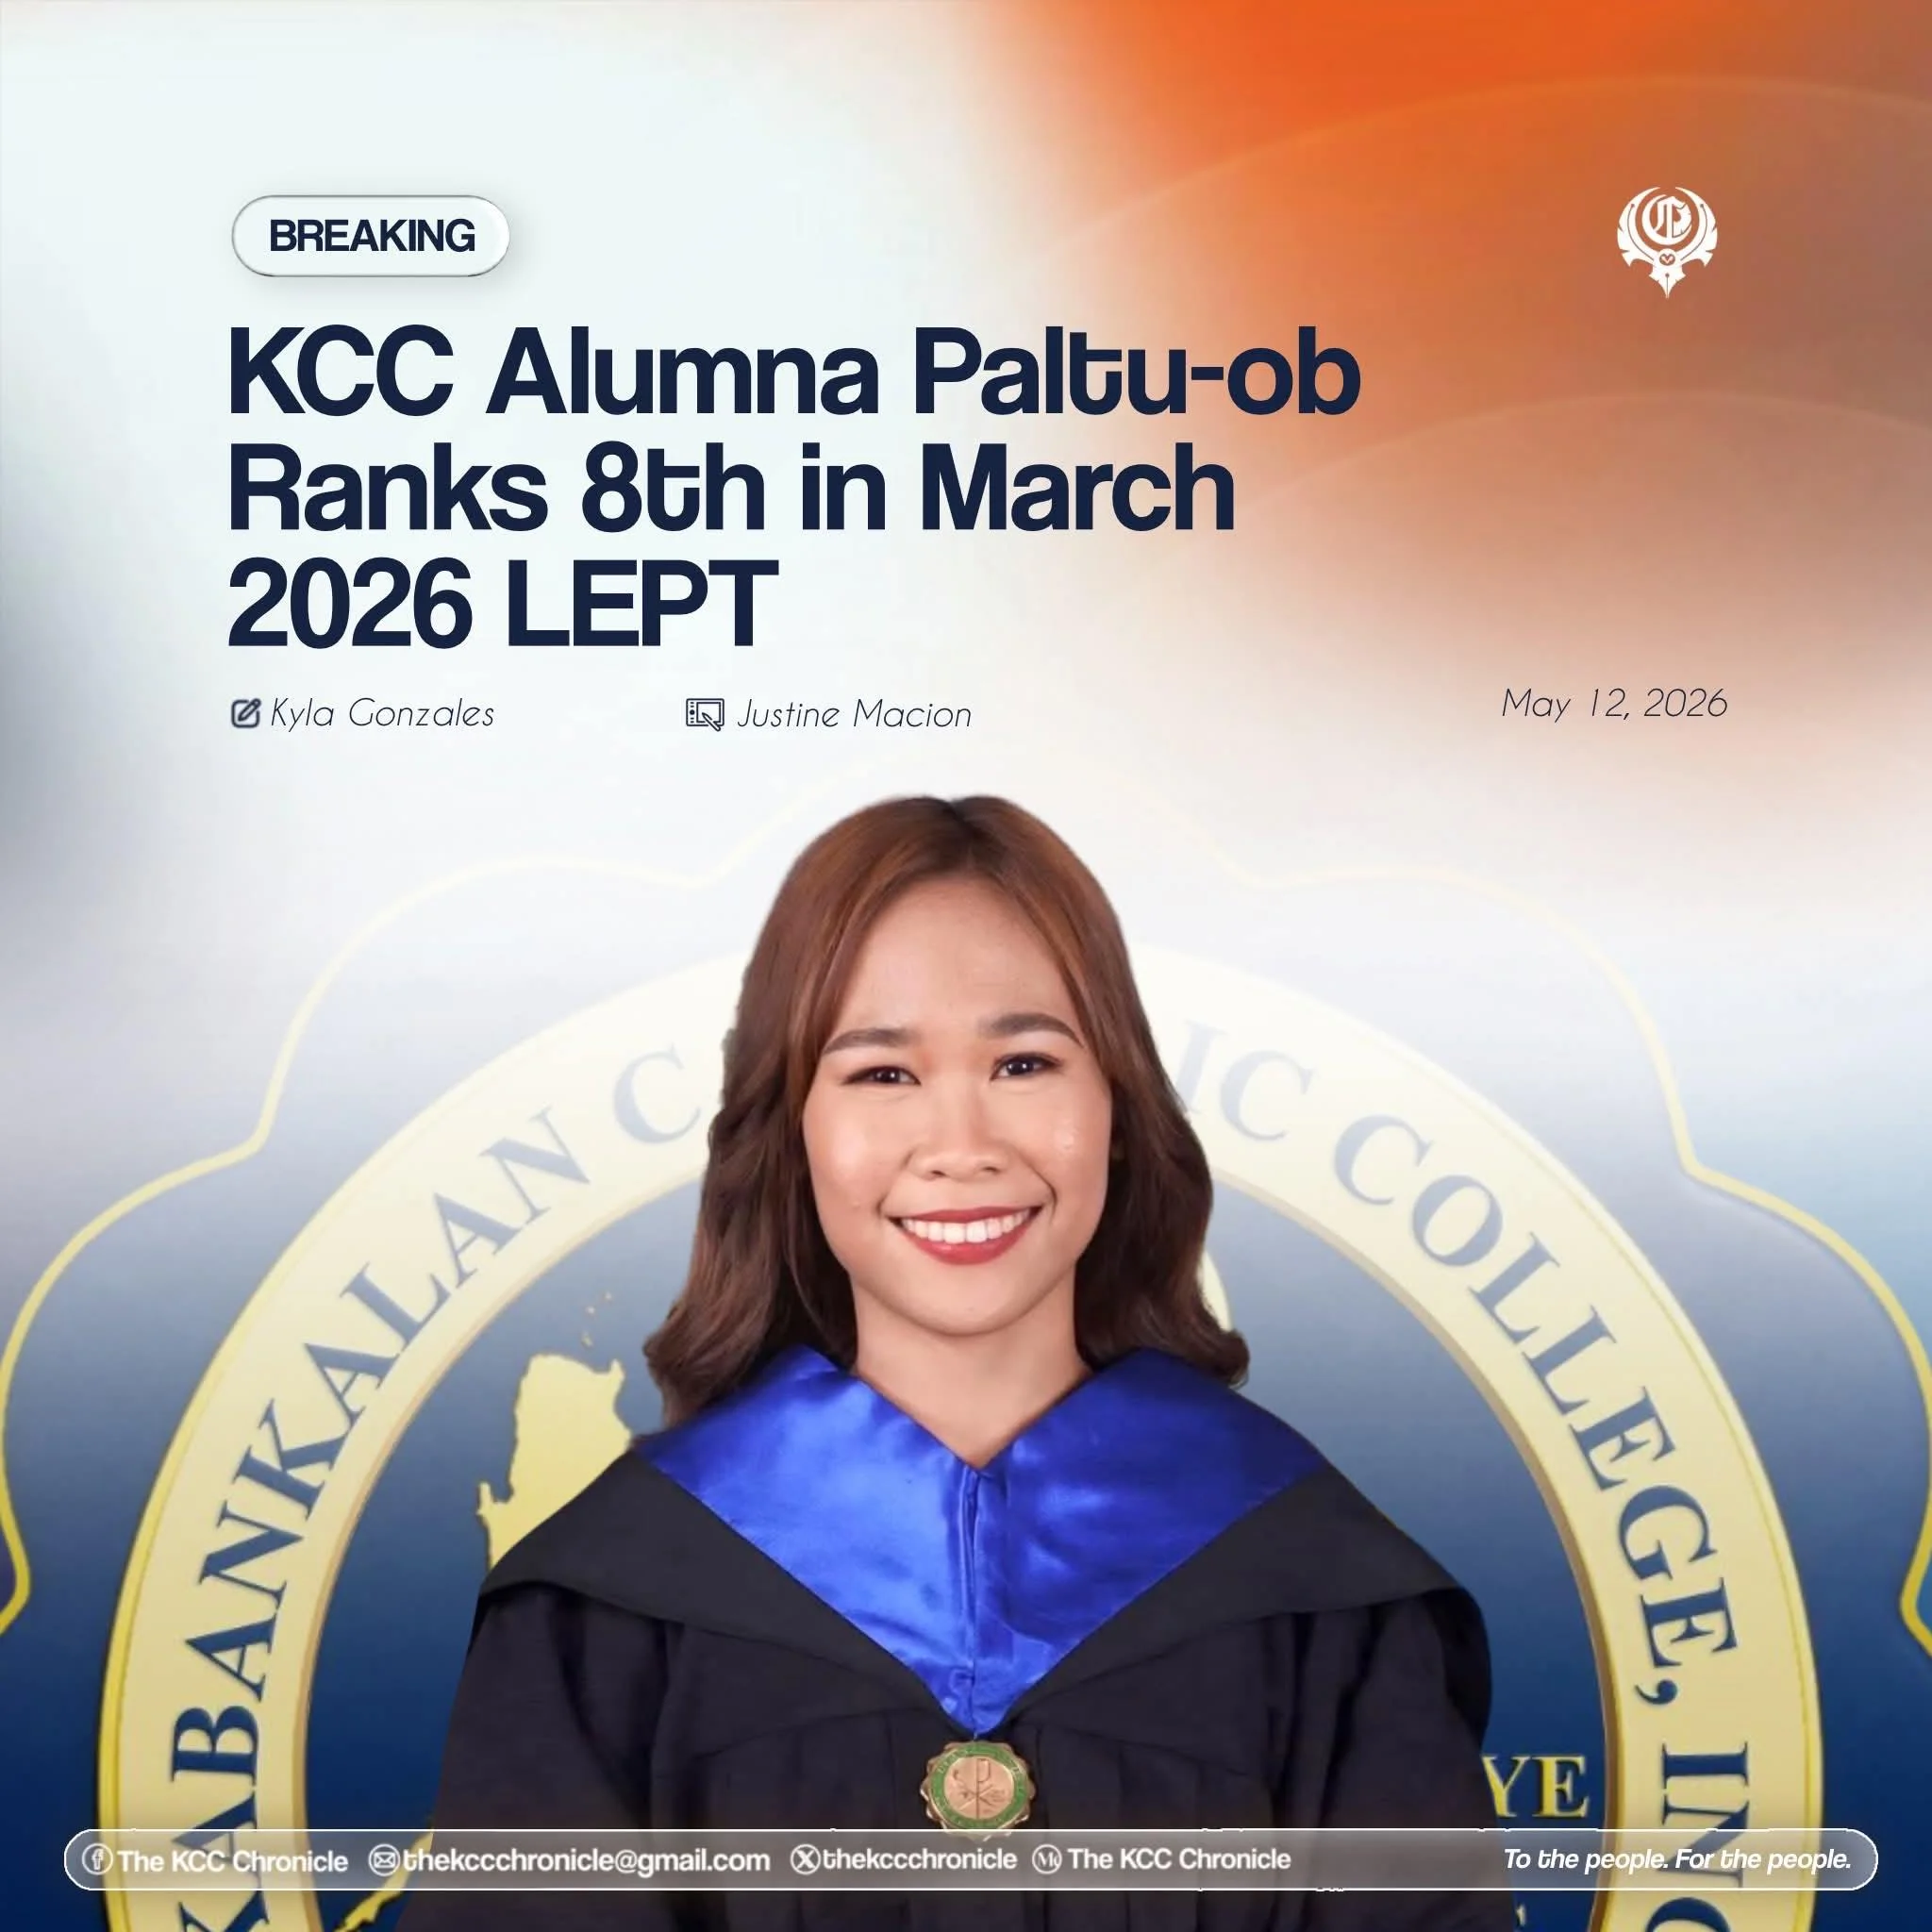 BREAKING
KCC Alumna Paltu-ob
Ranks 8th in March
2026 LEPT
Kyla Gonzales
Justine Macion
May 12, 2026
KABANKALAN C IC COLLEGE, INC
YE
The KCC Chronicle
thekccchronicle@gmail.com
thekccchronicle
The KCC Chronicle
To the people. For the people.